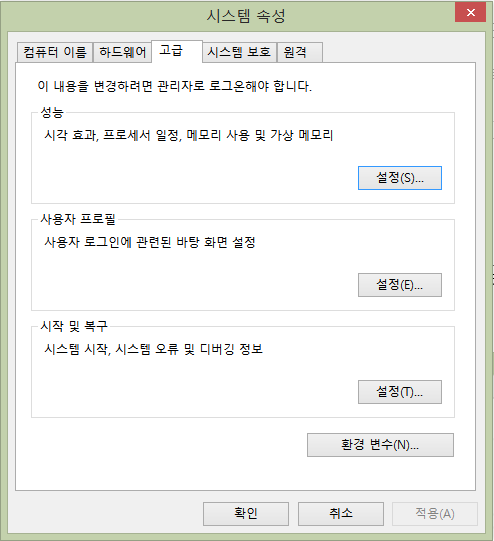 시스템 속성
컴퓨터 이름 하드웨어 고급 시스템 보호 원격
이 내용을 변경하려면 관리자로 로그온해야 합니다.
성능
시각 효과, 프로세서 일정, 메모리 사용 및 가상 메모리
설정(S)...
사용자 프로필
사용자 로그인에 관련된 바탕 화면 설정
설정(E)...
시작 및 복구
시스템 시작, 시스템 오류 및 디버깅 정보
설정(T)...
환경 변수(N)...
확인 취소 적용(A)